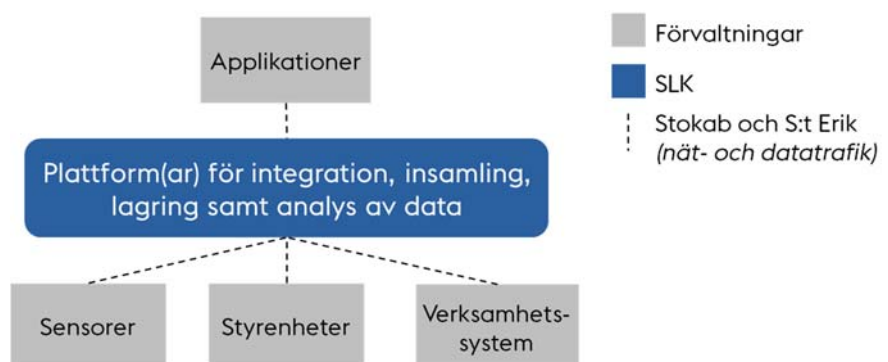 Applikationer
Plattform(ar) för integration, insamling,
lagring samt analys av data
Sensorer
Styrenheter
Verksamhets-
system
Förvaltningar
SLK
Stokab och S:t Erik
(nät- och datatrafik)